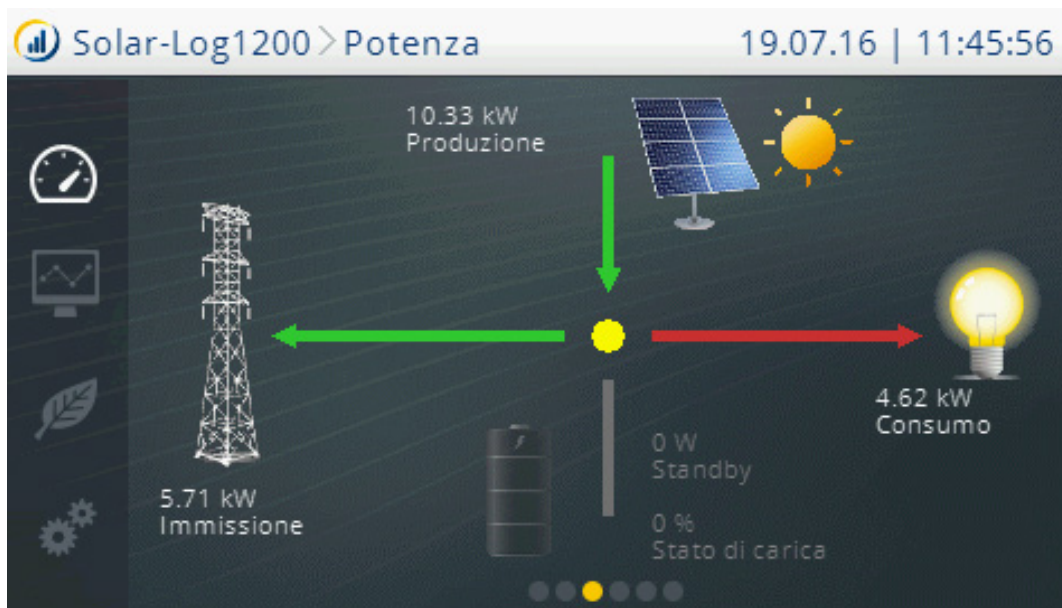 Solar-Log1200 > Potenza
19.07.16 | 11:45:56
10.33 kW
Produzione
4.62 kW
Consumo
0 W
Standby
5.71 kW
Immissione
0 %
Stato di carica